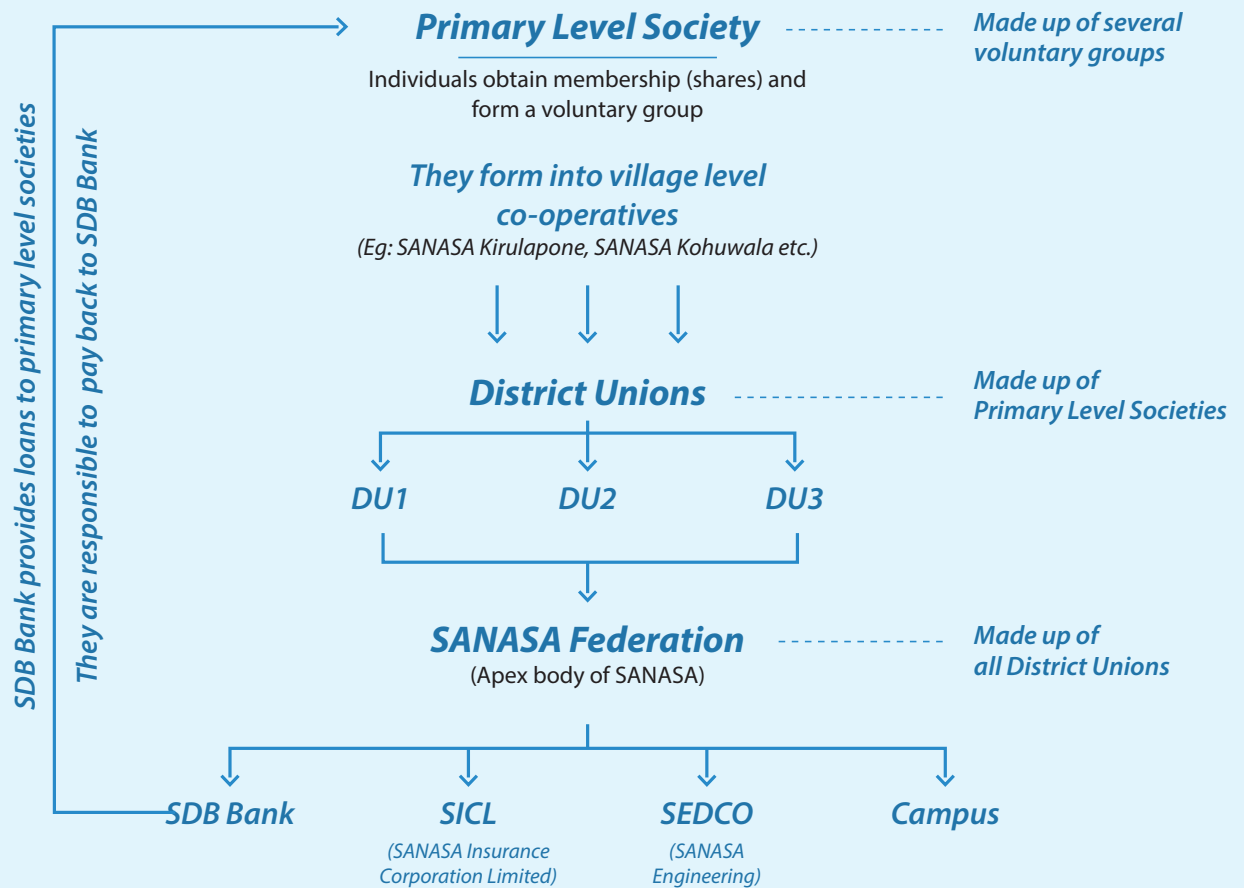 Primary Level Society
Made up of several
voluntary groups
Individuals obtain membership (shares) and
form a voluntary group
They form into village level
co-operatives
(Eg: SANASA Kirulapone, SANASA Kohuwala etc.)
SDB Bank provides loans to primary level societies
They are responsible to pay back to SDB Bank
District Unions
Made up of
Primary Level Societies
DU1
DU2
DU3
SANASA Federation
(Apex body of SANASA)
Made up of
all District Unions
SDB Bank
SICL
(SANASA Insurance
Corporation Limited)
SEDCO
(SANASA
Engineering)
Campus